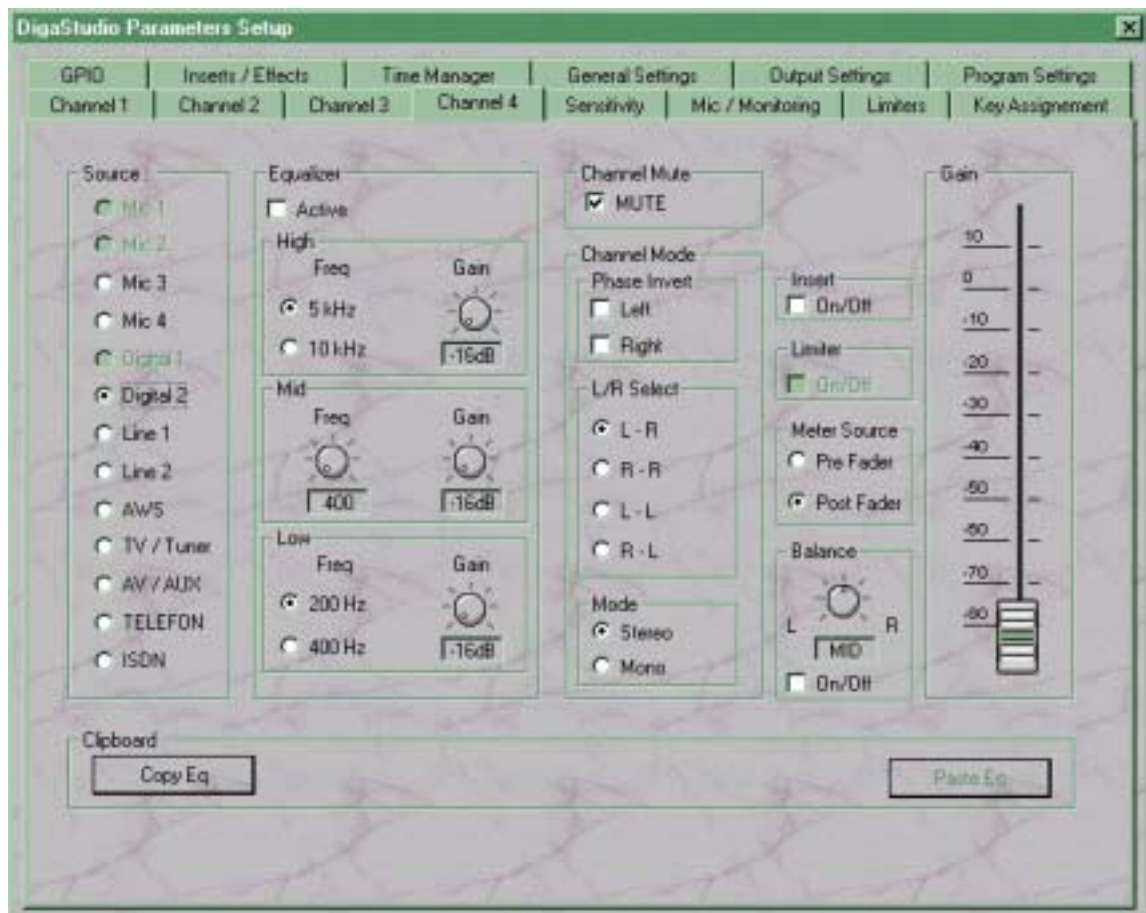 DigaStudio Parameters Setup
GPIO
Inserts / Effects
Time Manager
General Settings
Output Settings
Program Settings
Channel 1
Channel 2
Channel 3
Channel 4
Sensitivity
Mic / Monitoring
Limiters
Key Assignement
Source
Mic 1
Mic 2
Mic 3
Mic 4
Digital 1
Digital 2
Line 1
Line 2
AWS
TV / Tuner
AV / AUX
TELEFON
ISDN
Equalizer
Active
High
Freq
Gain
5 kHz
10 kHz
-16dB
Mid
Freq
Gain
400
-16dB
Low
Freq
Gain
200 Hz
400 Hz
-16dB
Channel Mute
MUTE
Channel Mode
Phase Invert
Left
Right
L/R Select
L - R
R - R
L - L
R - L
Mode
Stereo
Mono
Insert
On/Off
Limiter
On/Off
Meter Source
Pre Fader
Post Fader
Balance
L
R
MID
On/Off
Gain
10
0
-10
-20
-30
-40
-50
-60
-70
-80
Clipboard
Copy Eq
Paste Eq